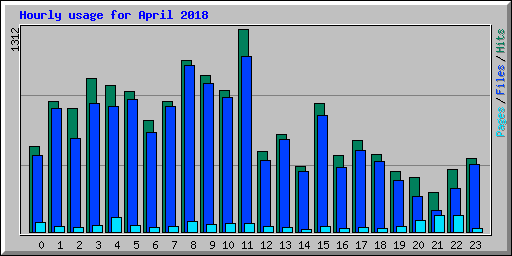 Hourly usage for April 2018
1312
Pages/Files/Hits
0 1 2 3 4 5 6 7 8 9 10 11 12 13 14 15 16 17 18 19 20 21 22 23